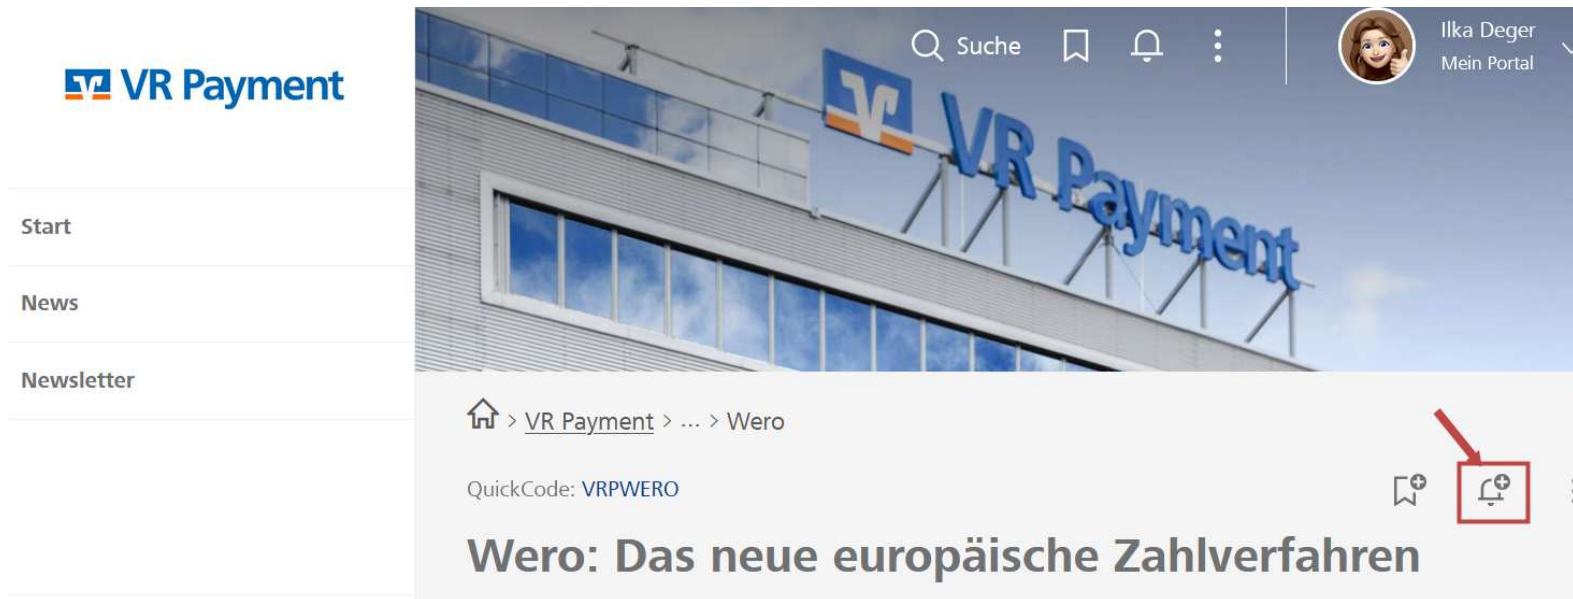 VR Payment
Start
News
Newsletter
Suche
Ilka Deger
Mein Portal
VR Payment
> VR Payment > ... > Wero
QuickCode: VRPWERO
Wero: Das neue europäische Zahlverfahren